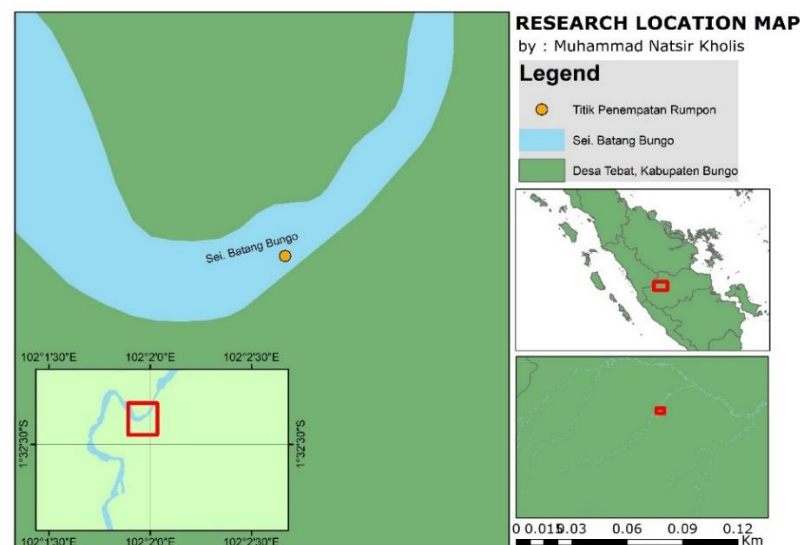 RESEARCH LOCATION MAP
by : Muhammad Natsir Kholis
Legend
Titik Penempatan Rumpon
Sei. Batang Bungo
Desa Tebat, Kabupaten Bungo
Sei. Batang Bungo
102°1'30"E 102°2'0"E 102°2'30"E
1°32'30"S 1°32'30"S
102°1'30"E 102°2'0"E 102°2'30"E
0 0.015 0.03 0.06 0.09 0.12
Km